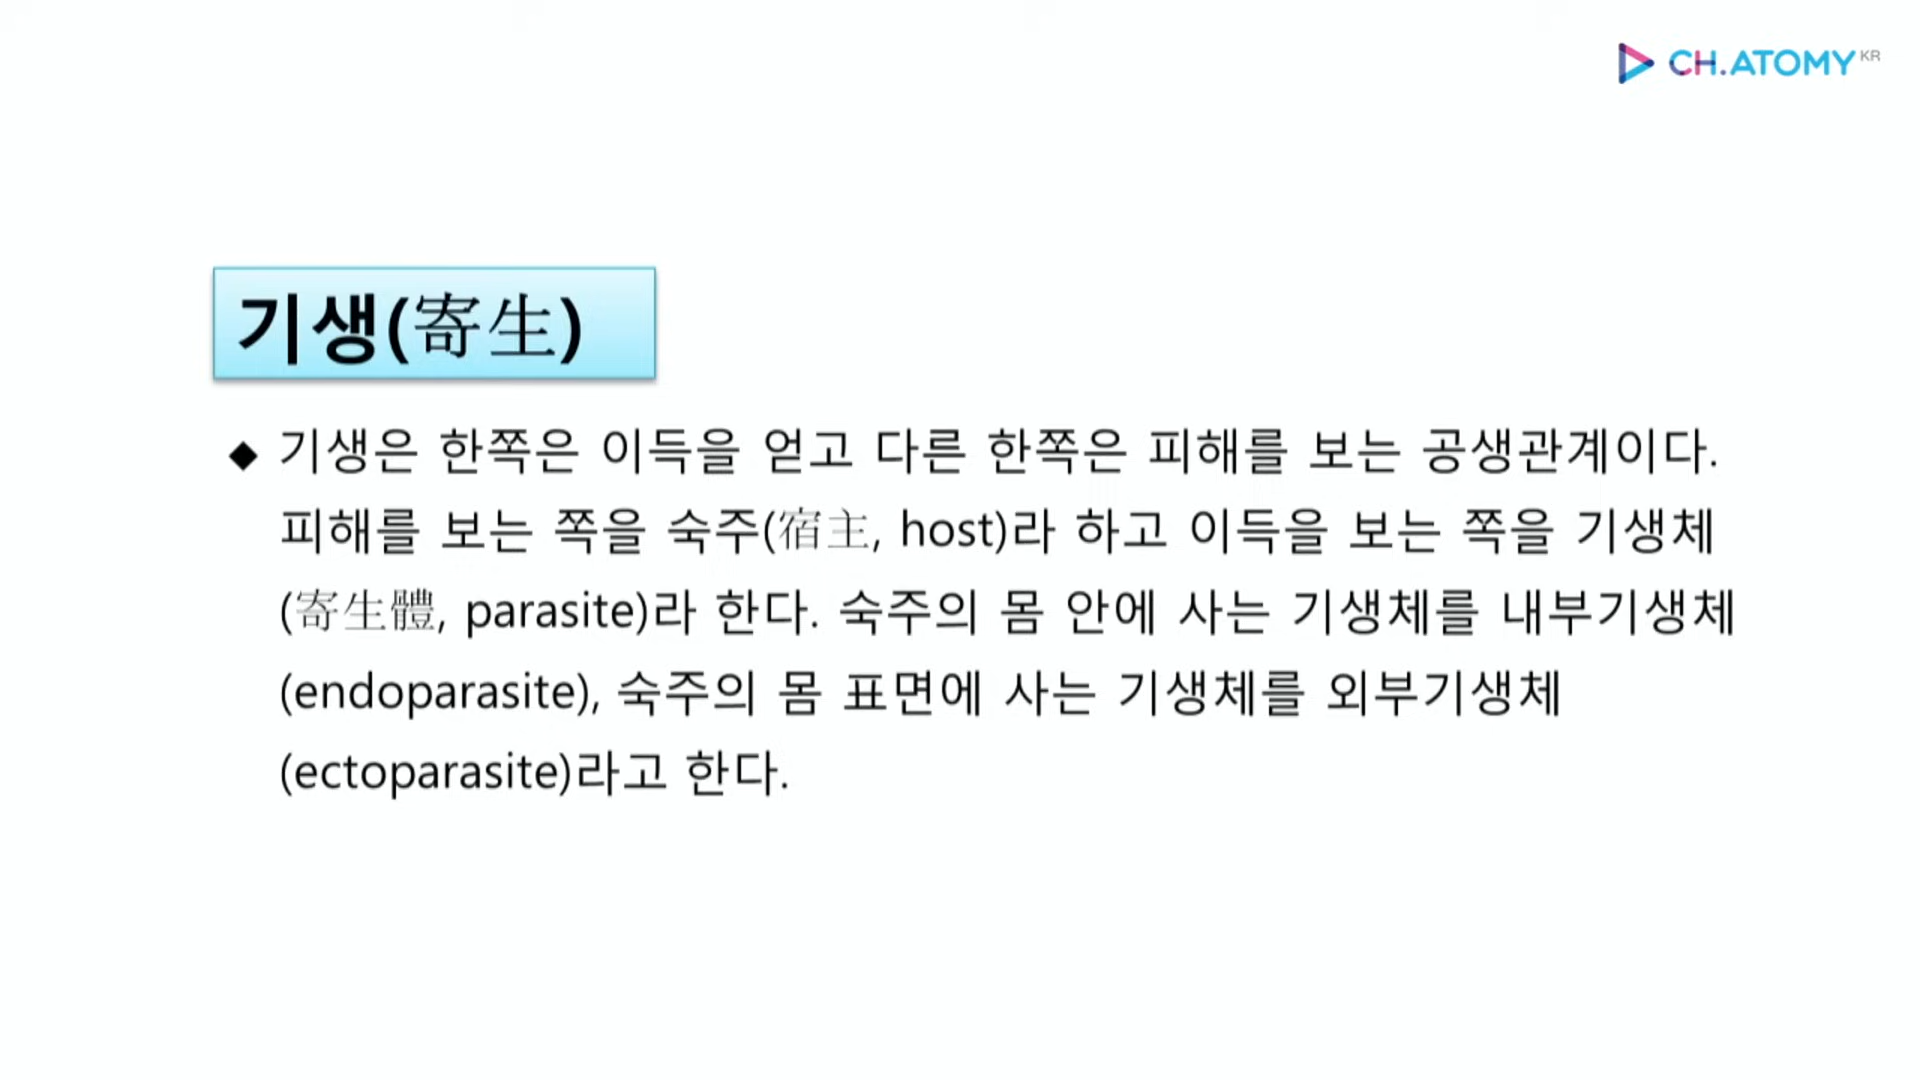 CH.ATOMY KR
기생(寄生)
◆ 기생은 한쪽은 이득을 얻고 다른 한쪽은 피해를 보는 공생관계이다.
피해를 보는 쪽을 숙주(宿主, host)라 하고 이득을 보는 쪽을 기생체
(寄生體, parasite)라 한다. 숙주의 몸 안에 사는 기생체를 내부기생체
(endoparasite), 숙주의 몸 표면에 사는 기생체를 외부기생체
(ectoparasite)라고 한다.